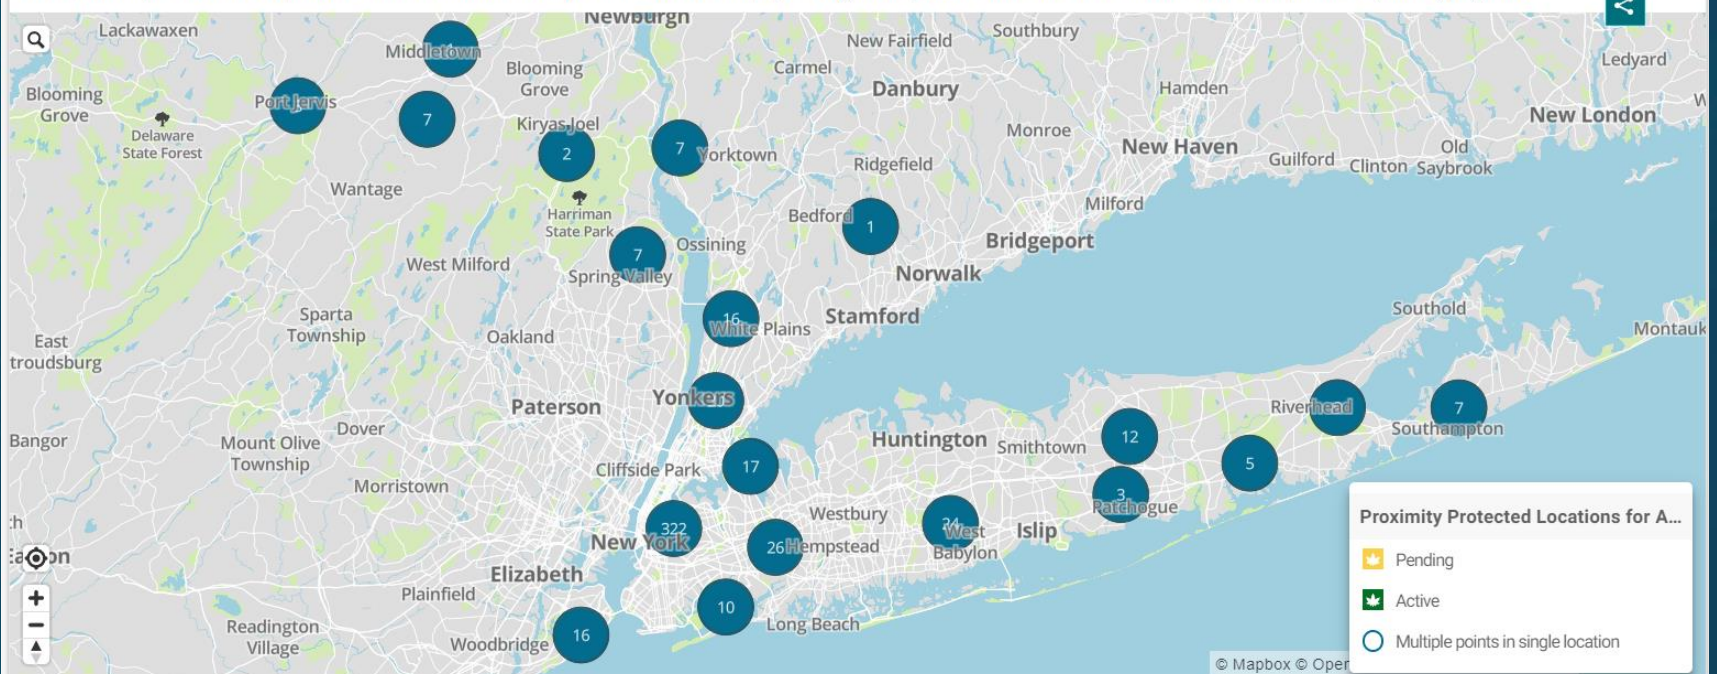 Newburgh
Lackawaxen
Southbury
New Fairfield
Middletown
Ledyard
Blooming
Grove
Carmel
Danbury
Hamden
Blooming
Grove
Port Jervis
New London
7
Kiryas Joel
Monroe
Delaware
State Forest
New Haven
Old
Saybrook
2
7
Yorktown
Ridgefield
Guilford
Clinton
Wantage
Milford
Harriman
State Park
Bedford
1
Bridgeport
Ossining
7
West Milford
Spring Valley
Norwalk
Southold
Sparta
Township
16
White Plains
Stamford
Montauk
Oakland
East
troudsburg
Yonkers
Paterson
Riverhead
7
Southampton
Dover
Bangor
Mount Olive
Township
Huntington
Smithtown
12
Cliffside Park
17
5
Morristown
3
Patchogue
Westbury
322
New York
24
West
Babylon
Islip
26
Hempstead
Proximity Protected Locations for A...
Pending
Elizabeth
Plainfield
Active
10
Long Beach
Readington
Village
Woodbridge
16
Multiple points in single location
© Mapbox © Oper